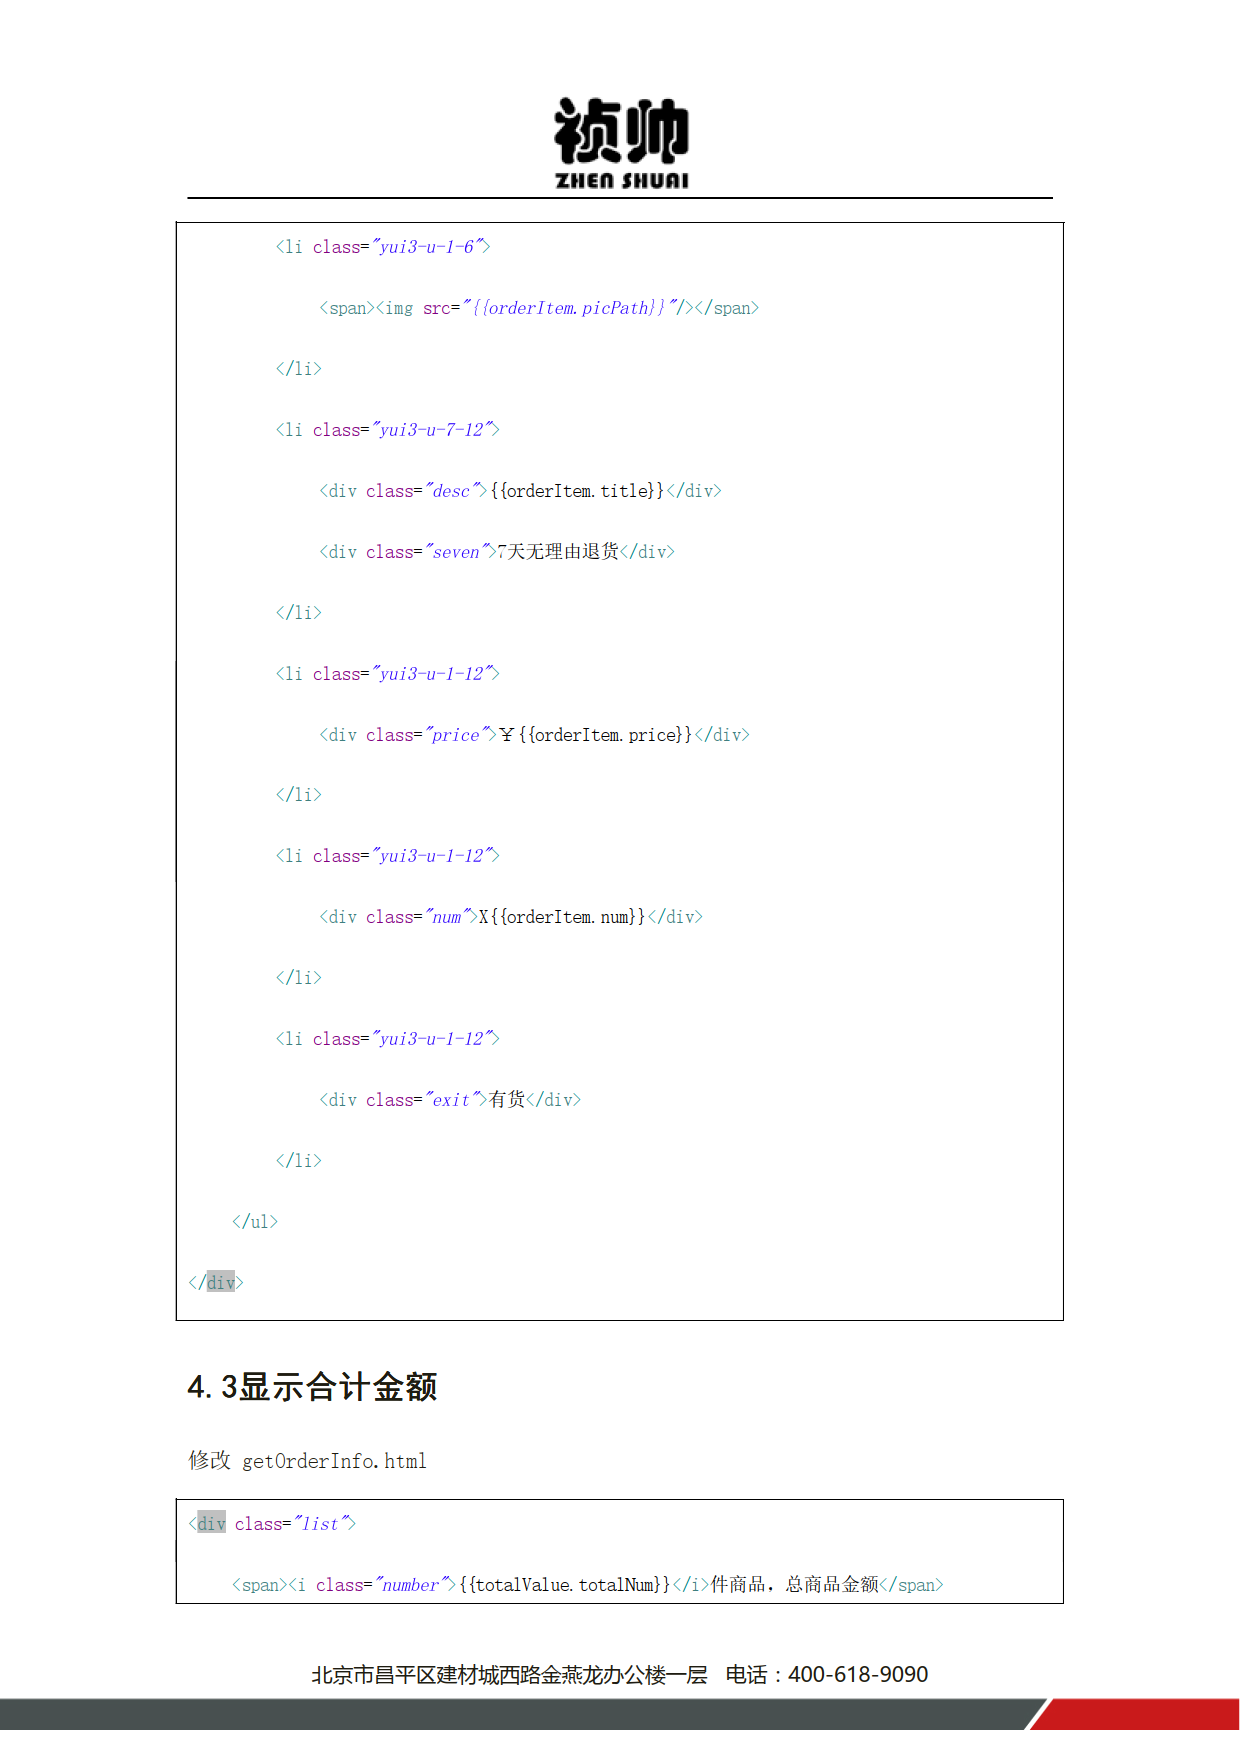 祯帅
ZHEN SHUAI
<li class="yui3-u-1-6">
<span><img src="{{orderItem.picPath}}"/></span>
</li>
<li class="yui3-u-7-12">
<div class="desc">{{orderItem.title}}</div>
<div class="seven">7天无理由退货</div>
</li>
<li class="yui3-u-1-12">
<div class="price">￥{{orderItem.price}}</div>
</li>
<li class="yui3-u-1-12">
<div class="num">X{{orderItem.num}}</div>
</li>
<li class="yui3-u-1-12">
<div class="exit">有货</div>
</li>
</ul>
</div>
4.3显示合计金额
修改 getOrderInfo.html
<div class="list">
<span><i class="number">{{totalValue.totalNum}}</i>件商品，总商品金额</span>
北京市昌平区建材城西路金燕龙办公楼一层 电话：400-618-9090